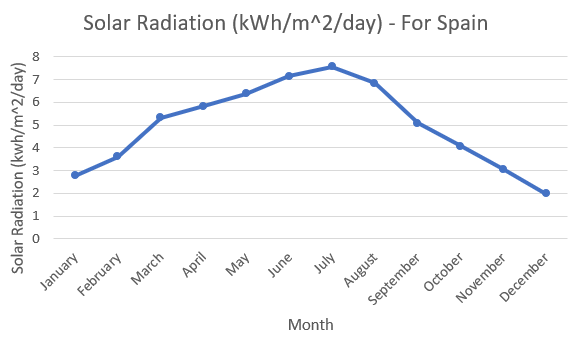 Solar Radiation (kWh/m^2/day) - For Spain
Solar Radiation (kwh/m^2/day)
8
7
6
5
4
3
2
1
0
January
February
March
April
May
June
July
August
September
October
November
December
Month